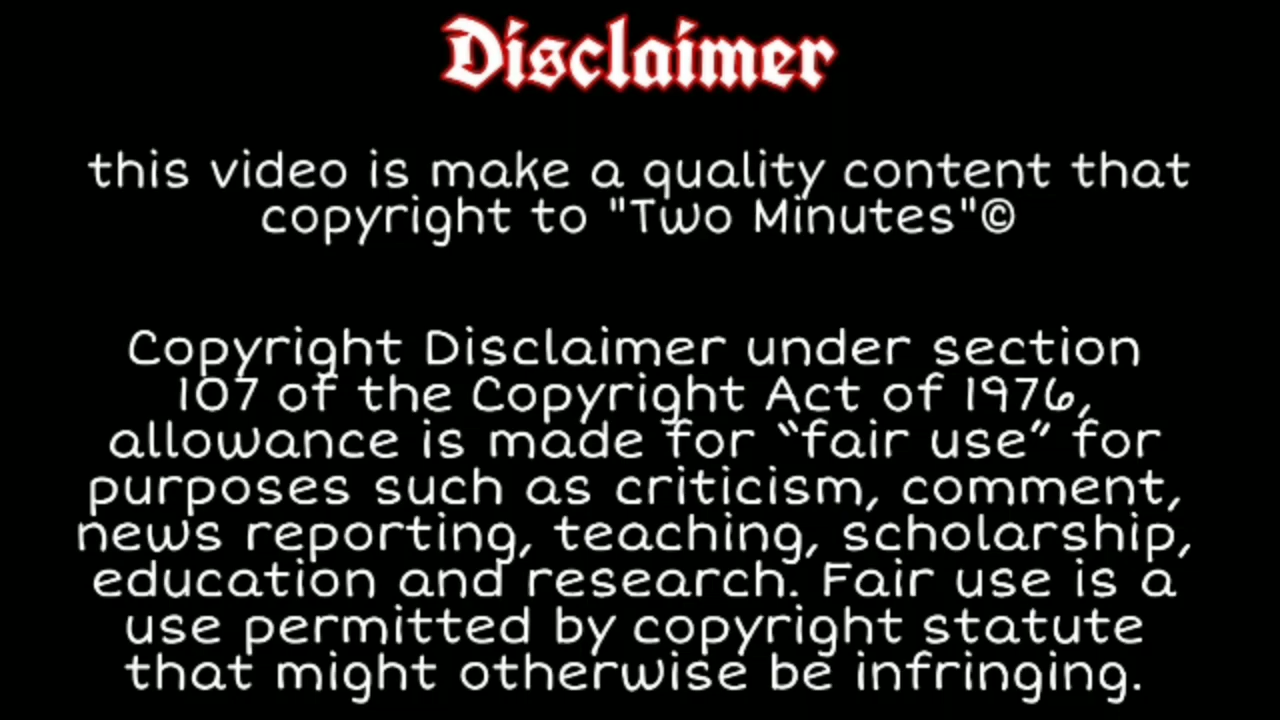 Disclaimer
this video is make a quality content that
copyright to "Two Minutes"©
Copyright Disclaimer under section
107 of the Copyright Act of 1976,
allowance is made for “fair use” for
purposes such as criticism, comment,
news reporting, teaching, scholarship,
education and research. Fair use is a
use permitted by copyright statute
that might otherwise be infringing.